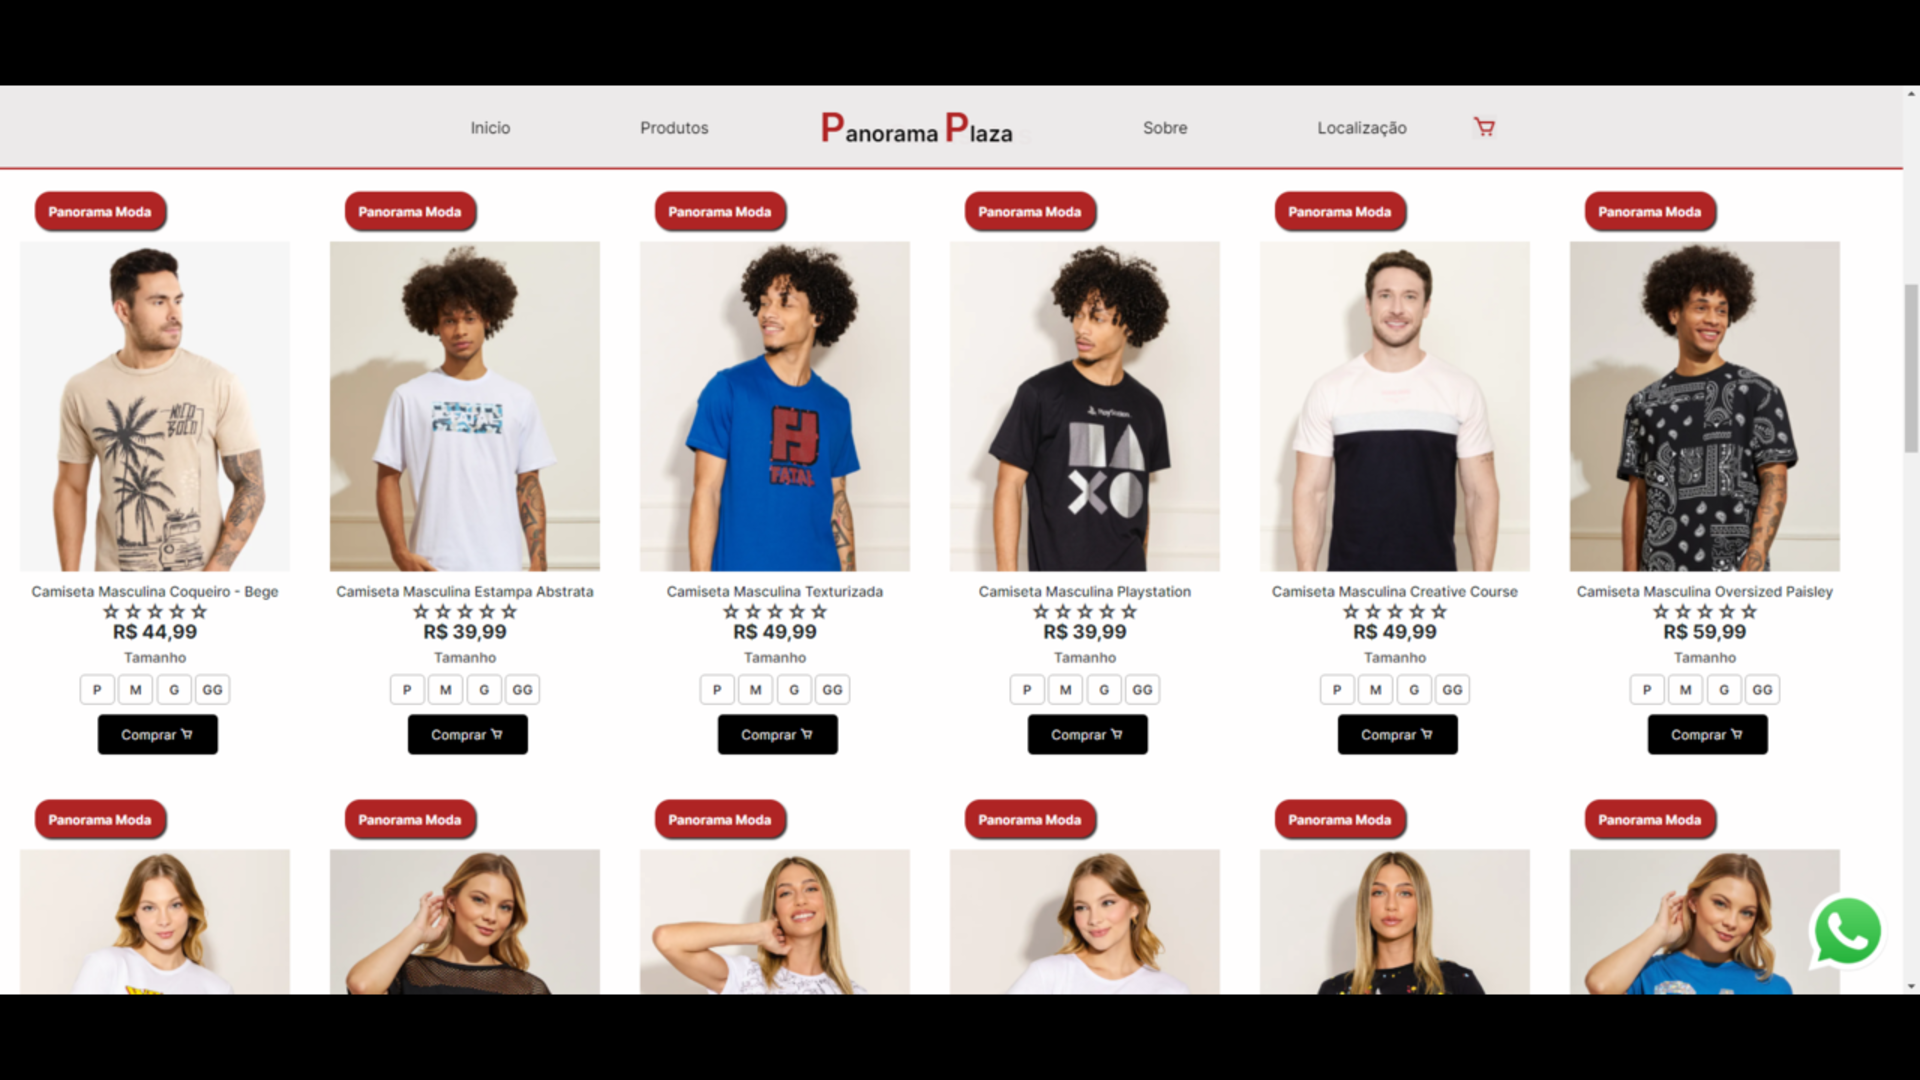 Inicio Produtos Panorama Plaza Sobre Localização
Panorama Moda Panorama Moda Panorama Moda Panorama Moda Panorama Moda Panorama Moda
FATAL
PlayStation
Camiseta Masculina Coqueiro - Bege Camiseta Masculina Estampa Abstrata Camiseta Masculina Texturizada Camiseta Masculina Playstation Camiseta Masculina Creative Course Camiseta Masculina Oversized Paisley
R$ 44,99 R$ 39,99 R$ 49,99 R$ 39,99 R$ 49,99 R$ 59,99
Tamanho Tamanho Tamanho Tamanho Tamanho Tamanho
P M G GG P M G GG P M G GG P M G GG P M G GG P M G GG
Comprar Comprar Comprar Comprar Comprar Comprar
Panorama Moda Panorama Moda Panorama Moda Panorama Moda Panorama Moda Panorama Moda